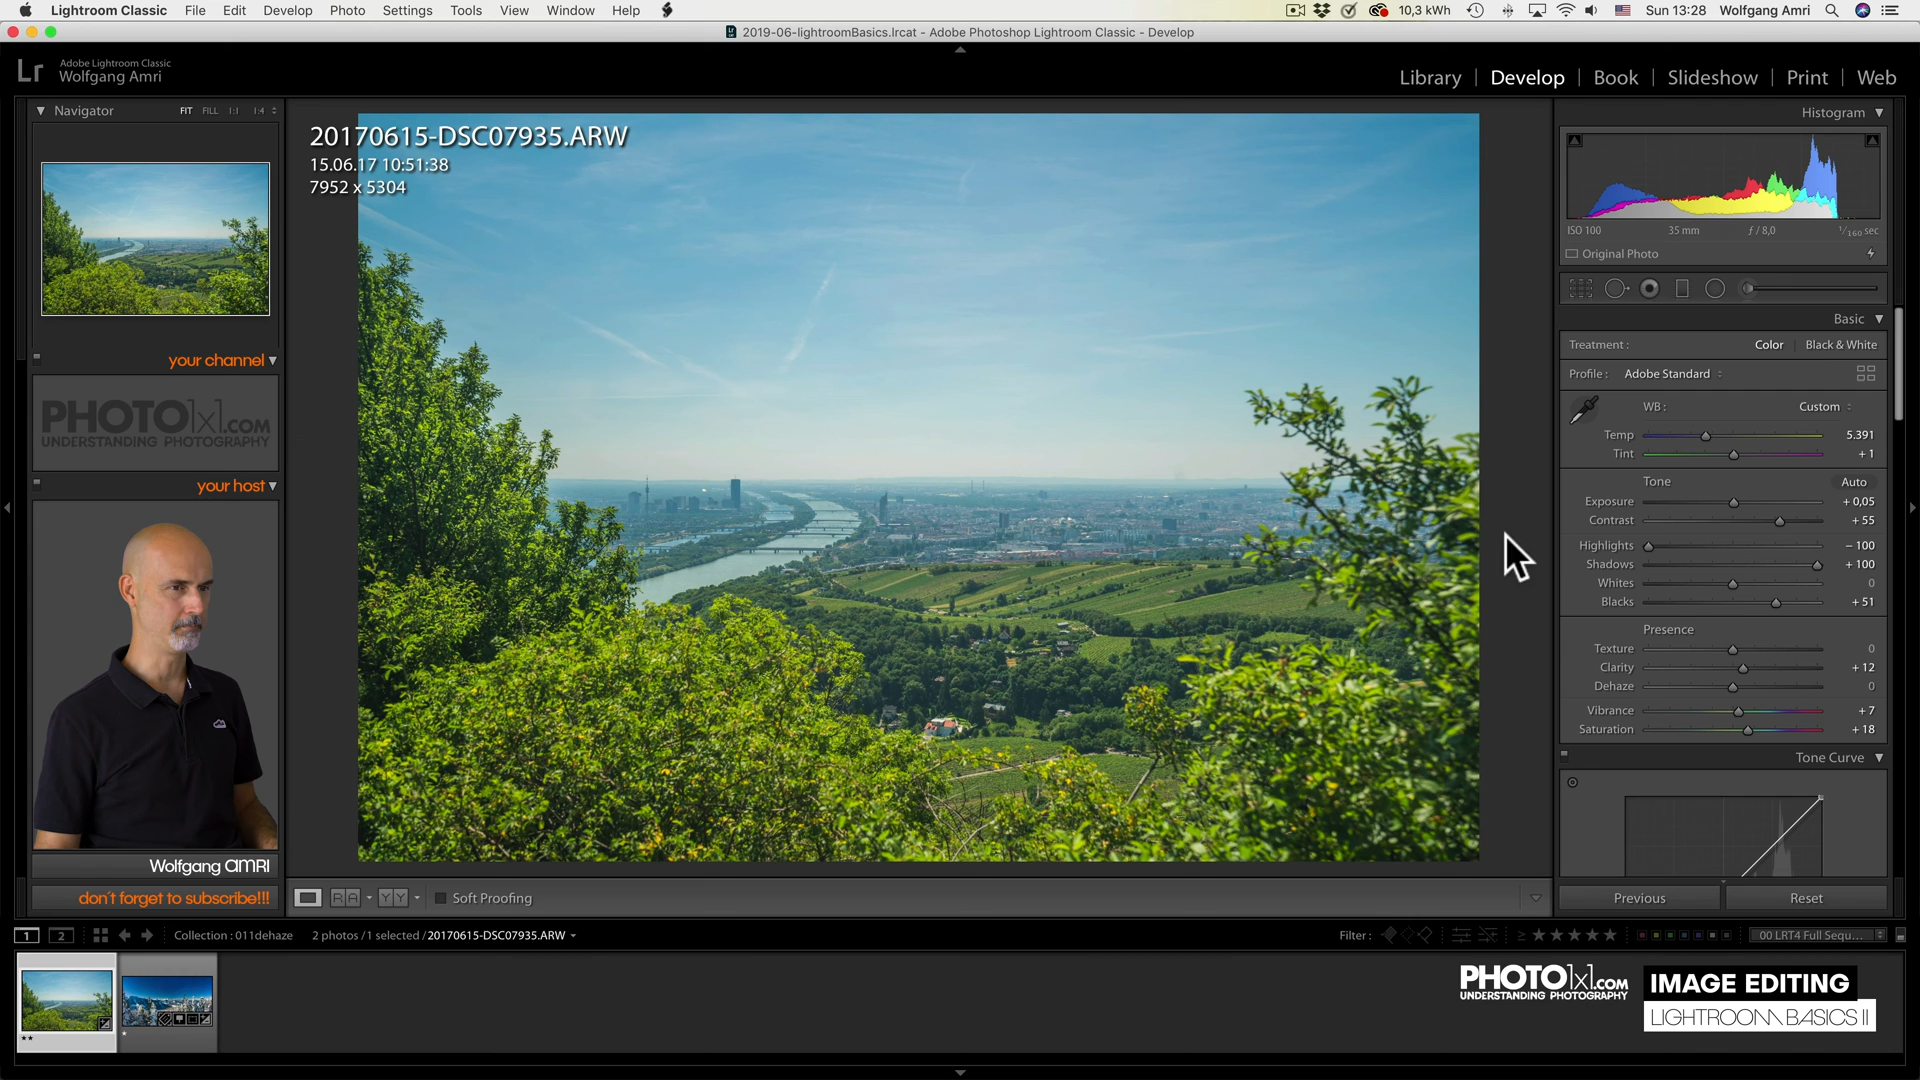 Lightroom Classic File Edit Develop Photo Settings Tools View Window Help
10,3 kWh Sun 13:28 Wolfgang Amri
2019-06-lightroomBasics.lrcat - Adobe Photoshop Lightroom Classic - Develop
Lr
Adobe Lightroom Classic
Wolfgang Amri
Library | Develop | Book | Slideshow | Print | Web
Navigator FIT FILL 1:1 1:4
your channel
PHOTO1x1.COM
UNDERSTANDING PHOTOGRAPHY
your host
Wolfgang AMRI
don´t forget to subscribe!!!
20170615-DSC07935.ARW
15.06.17 10:51:38
7952 x 5304
Histogram
ISO 100 35 mm ƒ / 8,0 1/160 sec
Original Photo
Basic
Treatment : Color Black & White
Profile : Adobe Standard
WB : Custom
Temp 5.391
Tint + 1
Tone Auto
Exposure + 0,05
Contrast + 55
Highlights – 100
Shadows + 100
Whites 0
Blacks + 51
Presence
Texture 0
Clarity + 12
Dehaze 0
Vibrance + 7
Saturation + 18
Tone Curve
Previous Reset
R A Y Y Soft Proofing
1 2 Collection : 011dehaze 2 photos / 1 selected / 20170615-DSC07935.ARW
Filter : ≥ ★ ★ ★ ★ ★ 00 LRT4 Full Sequ...
PHOTO1x1.COM
UNDERSTANDING PHOTOGRAPHY
IMAGE EDITING
LIGHTROOM BASICS II